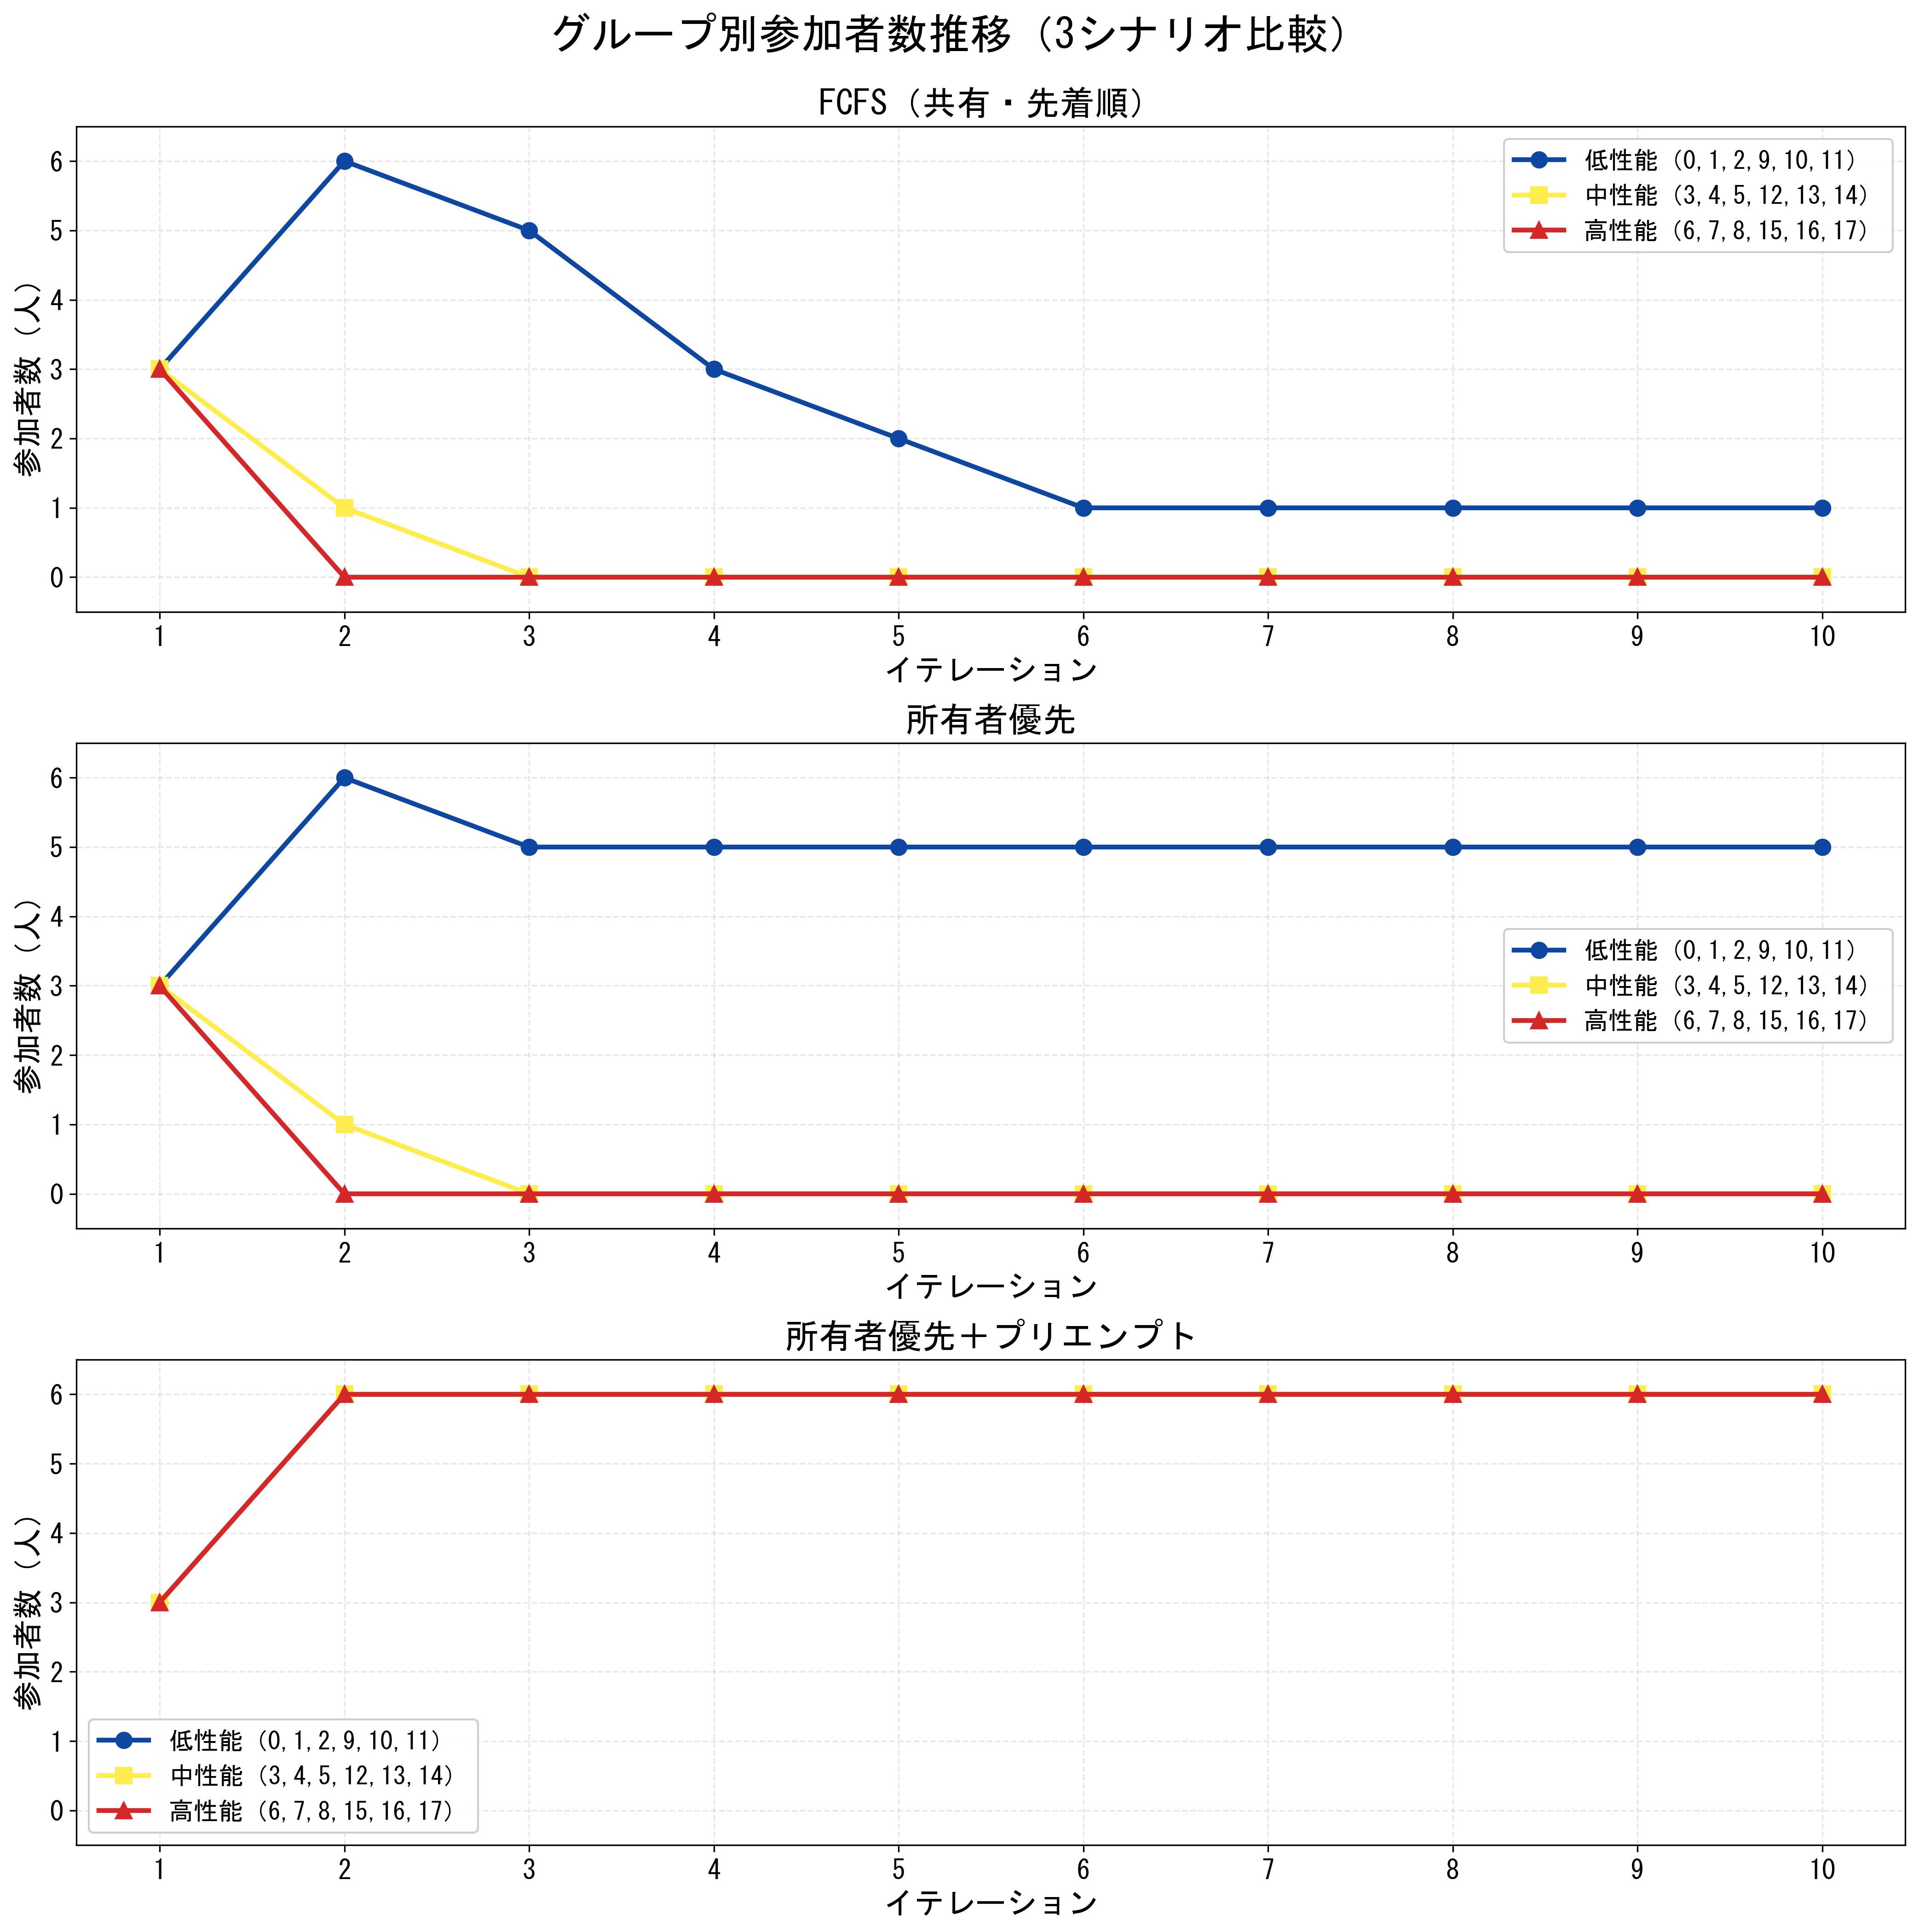 グループ別参加者数推移（3シナリオ比較）
FCFS（共有・先着順）
参加者数（人）
6
5
4
3
2
1
0
低性能（0,1,2,9,10,11）
中性能（3,4,5,12,13,14）
高性能（6,7,8,15,16,17）
1 2 3 4 5 6 7 8 9 10
イテレーション
所有者優先
参加者数（人）
6
5
4
3
2
1
0
低性能（0,1,2,9,10,11）
中性能（3,4,5,12,13,14）
高性能（6,7,8,15,16,17）
1 2 3 4 5 6 7 8 9 10
イテレーション
所有者優先＋プリエンプト
参加者数（人）
6
5
4
3
2
1
0
低性能（0,1,2,9,10,11）
中性能（3,4,5,12,13,14）
高性能（6,7,8,15,16,17）
1 2 3 4 5 6 7 8 9 10
イテレーション